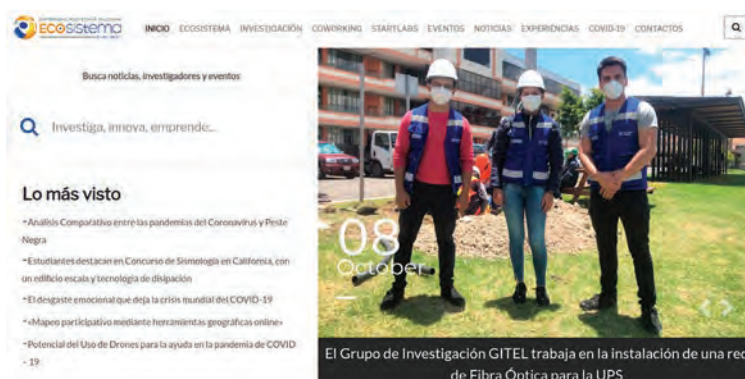 ECOSistema
INICIO ECOSISTEMA INVESTIGACIÓN COWORKING STARTLABS EVENTOS NOTICIAS EXPERIENCIAS COVID-19 CONTACTOS
Busca noticias, investigadores y eventos
Investiga, innova, emprende...
Lo más visto
-Análisis Comparativo entre las pandemias del Coronavirus y Peste
Negra
-Estudiantes destacan en Concurso de Sismología en California, con
un edificio escala y tecnología de disipación
-El desgaste emocional que deja la crisis mundial del COVID-19
-«Mapeo participativo mediante herramientas geográficas online»
-Potencial del Uso de Drones para la ayuda en la pandemia de COVID
- 19
08
October
El Grupo de Investigación GITEL trabaja en la instalación de una red
de Fibra Óptica para la UPS